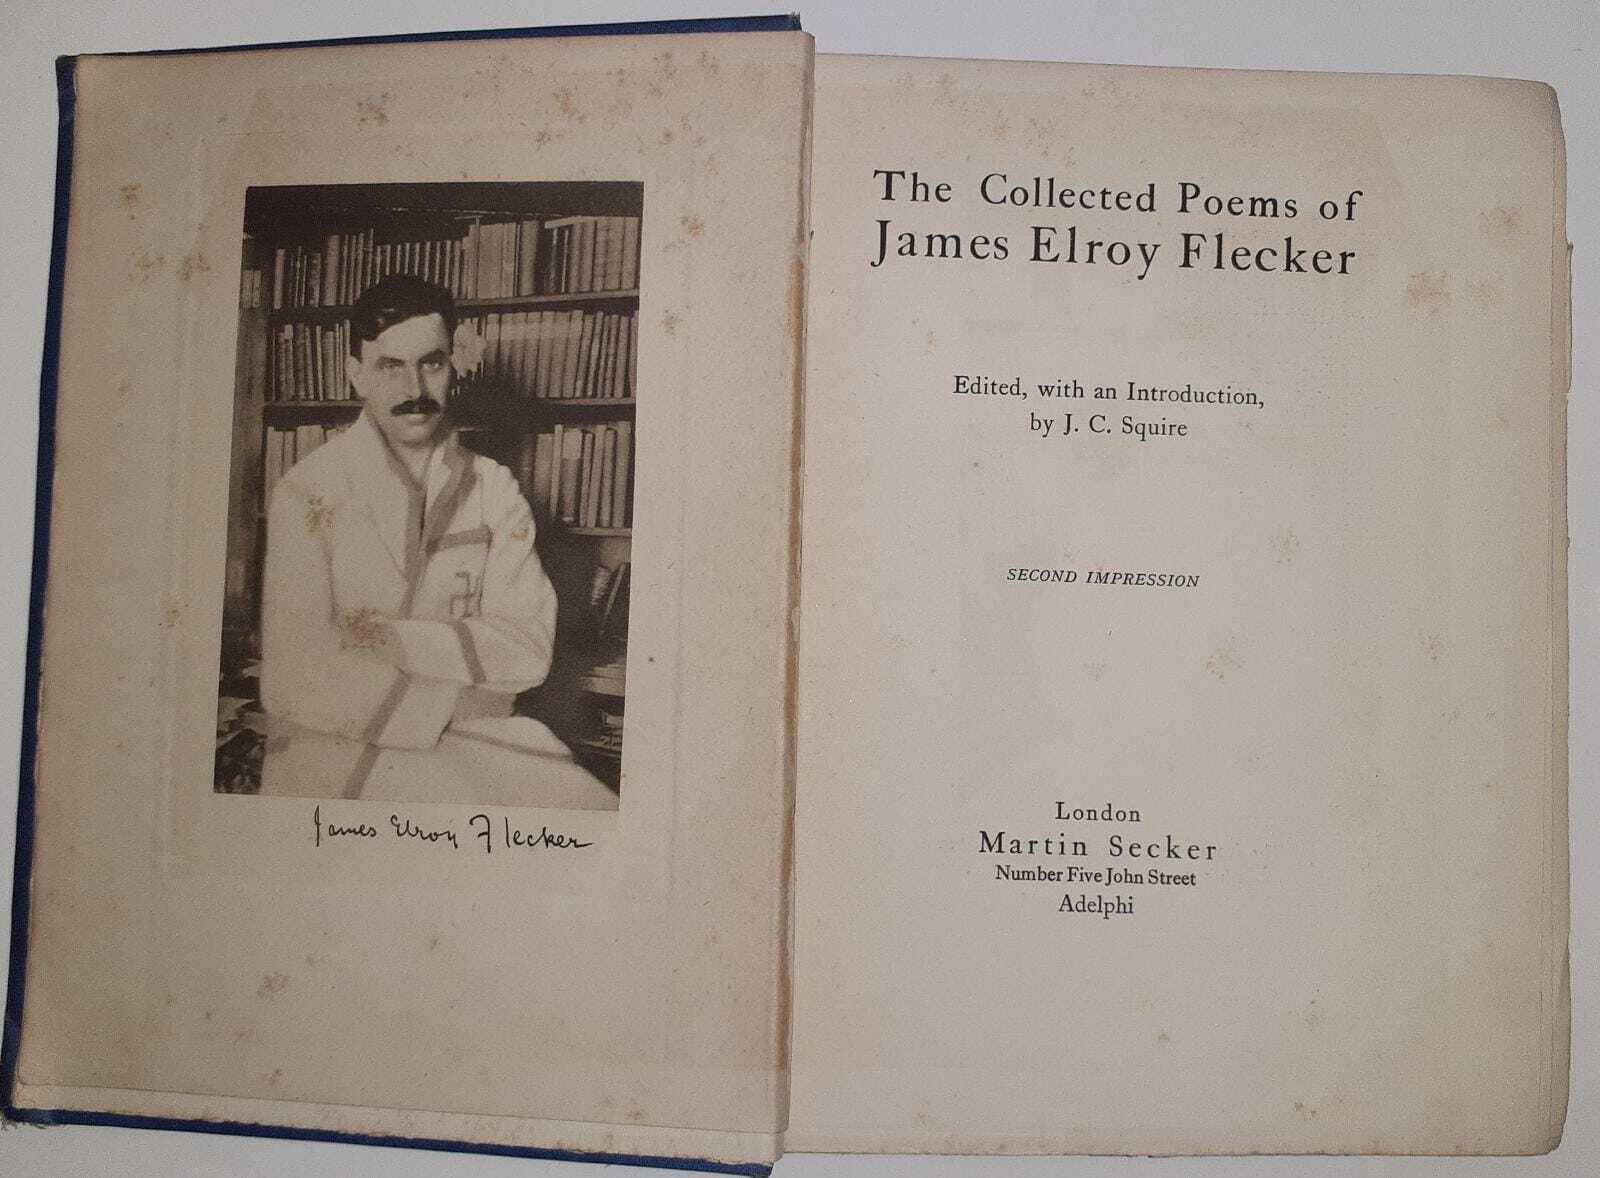 James Elroy Flecker
The Collected Poems of
James Elroy Flecker
Edited, with an Introduction,
by J. C. Squire
SECOND IMPRESSION
London
Martin Secker
Number Five John Street
Adelphi